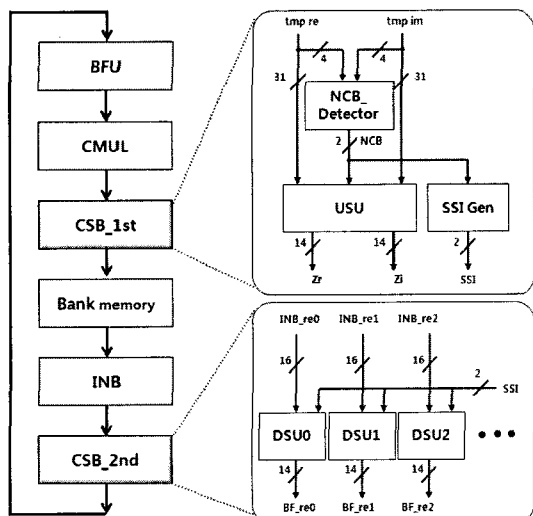 BFU
CMUL
CSB_1st
Bank memory
INB
CSB_2nd
tmp re
tmp im
4
4
31
31
NCB_
Detector
2
NCB
USU
SSI Gen
14
14
2
Zr
Zi
SSI
INB_re0
INB_re1
INB_re2
16
16
16
2
SSI
DSU0
DSU1
DSU2
14
14
14
BF_re0
BF_re1
BF_re2